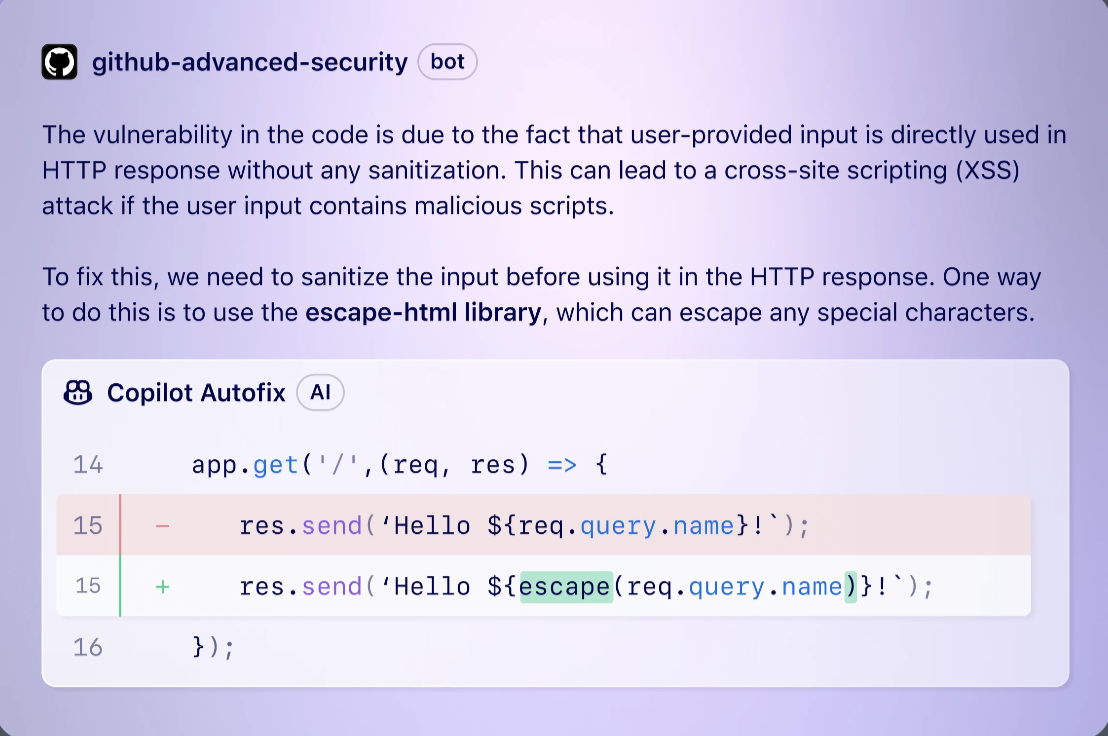 github-advanced-security bot
The vulnerability in the code is due to the fact that user-provided input is directly used in
HTTP response without any sanitization. This can lead to a cross-site scripting (XSS)
attack if the user input contains malicious scripts.
To fix this, we need to sanitize the input before using it in the HTTP response. One way
to do this is to use the escape-html library, which can escape any special characters.
Copilot Autofix AI
14 app.get('/',(req, res) => {
15 − res.send(‘Hello ${req.query.name}!`);
15 + res.send(‘Hello ${escape(req.query.name)}!`);
16 });